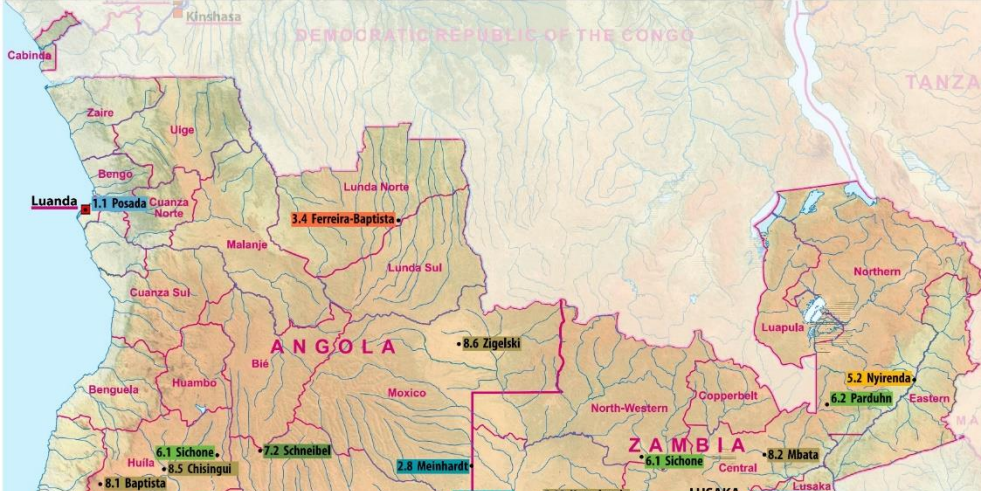 Kinshasa
DEMOCRATIC REPUBLIC OF THE CONGO
Cabinda
TANZA
Zaire
Uige
Bengo
Lunda Norte
Luanda
1.1 Posada
Cuanza
Norte
3.4 Ferreira-Baptista
Malanje
Lunda Sul
Northern
Cuanza Sul
Luapula
ANGOLA
8.6 Zigelski
Bié
5.2 Nyirenda
Benguela
Huambo
Moxico
Copperbelt
6.2 Parduhn
Eastern
North-Western
MA
ZAMBIA
6.1 Sichone
7.2 Schneibel
8.2 Mbata
Huíla
8.5 Chisingui
2.8 Meinhardt
6.1 Sichone
Central
8.1 Baptista
Lusaka
LUSAKA